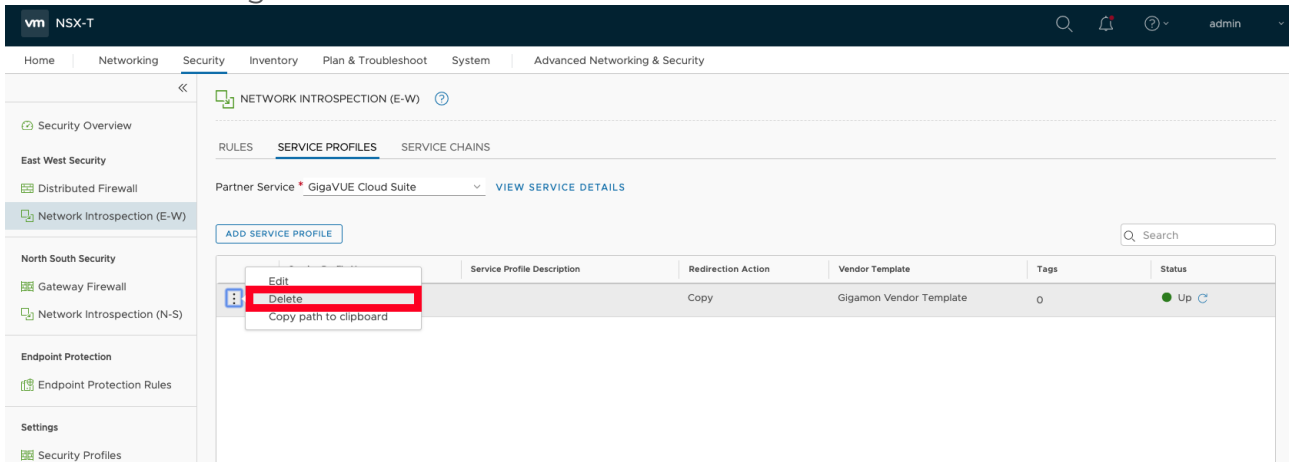 vm NSX-T admin
Home Networking Security Inventory Plan & Troubleshoot System Advanced Networking & Security
NETWORK INTROSPECTION (E-W)
Security Overview
East West Security
Distributed Firewall
Network Introspection (E-W)
North South Security
Gateway Firewall
Network Introspection (N-S)
Endpoint Protection
Endpoint Protection Rules
Settings
Security Profiles
RULES SERVICE PROFILES SERVICE CHAINS
Partner Service * GigaVUE Cloud Suite VIEW SERVICE DETAILS
ADD SERVICE PROFILE Search
Service Profile Description Redirection Action Vendor Template Tags Status
Edit
Delete
Copy path to clipboard
Copy Gigamon Vendor Template 0 Up